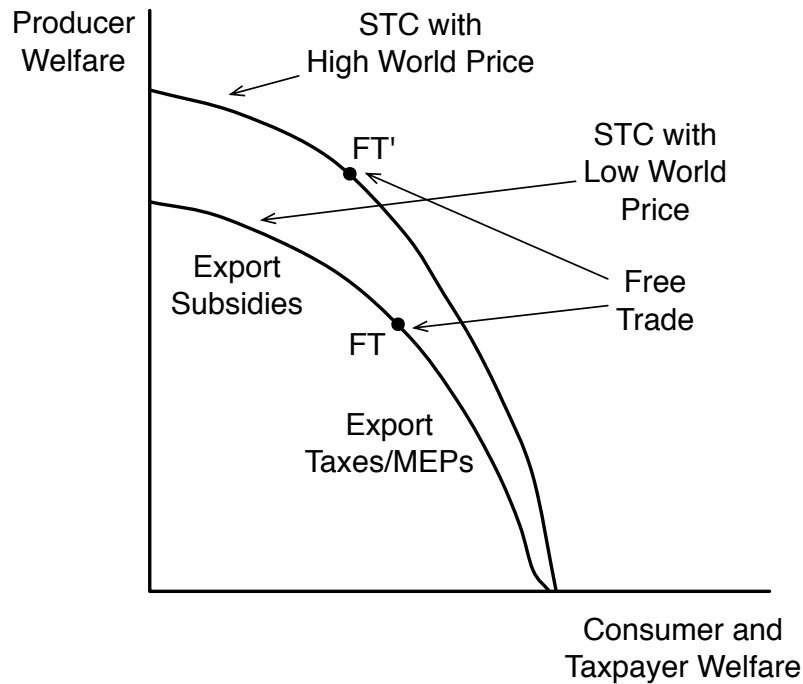 Producer
Welfare
STC with
High World Price
FT'
STC with
Low World
Price
Export
Subsidies
Free
Trade
FT
Export
Taxes/MEPs
Consumer and
Taxpayer Welfare